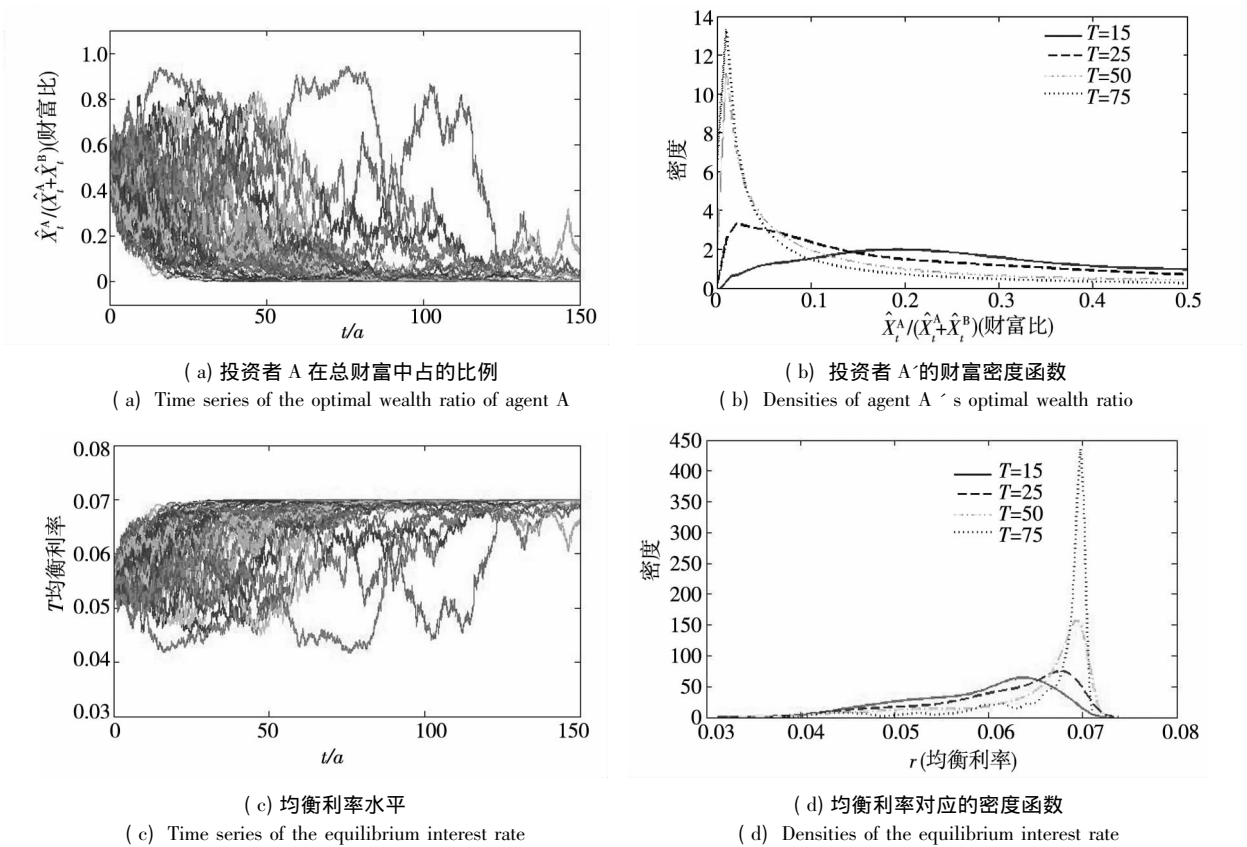 1.0
0.8
0.6
0.4
0.2
0
0 50 100 150
t/a
X̂ₜᴬ/(X̂ₜᴬ+X̂ₜᴮ)(财富比)
14
12
10
8
6
4
2
0
0 0.1 0.2 0.3 0.4 0.5
密度
T=15
T=25
T=50
T=75
X̂ₜᴬ/(X̂ₜᴬ+X̂ₜᴮ)(财富比)
( a) 投资者 A 在总财富中占的比例
( a) Time series of the optimal wealth ratio of agent A
( b) 投资者 A´的财富密度函数
( b) Densities of agent A ´ s optimal wealth ratio
0.08
0.07
0.06
0.05
0.04
0.03
0 50 100 150
t/a
T均衡利率
450
400
350
300
250
200
150
100
50
0
0.03 0.04 0.05 0.06 0.07 0.08
密度
T=15
T=25
T=50
T=75
r(均衡利率)
( c) 均衡利率水平
( c) Time series of the equilibrium interest rate
( d) 均衡利率对应的密度函数
( d) Densities of the equilibrium interest rate